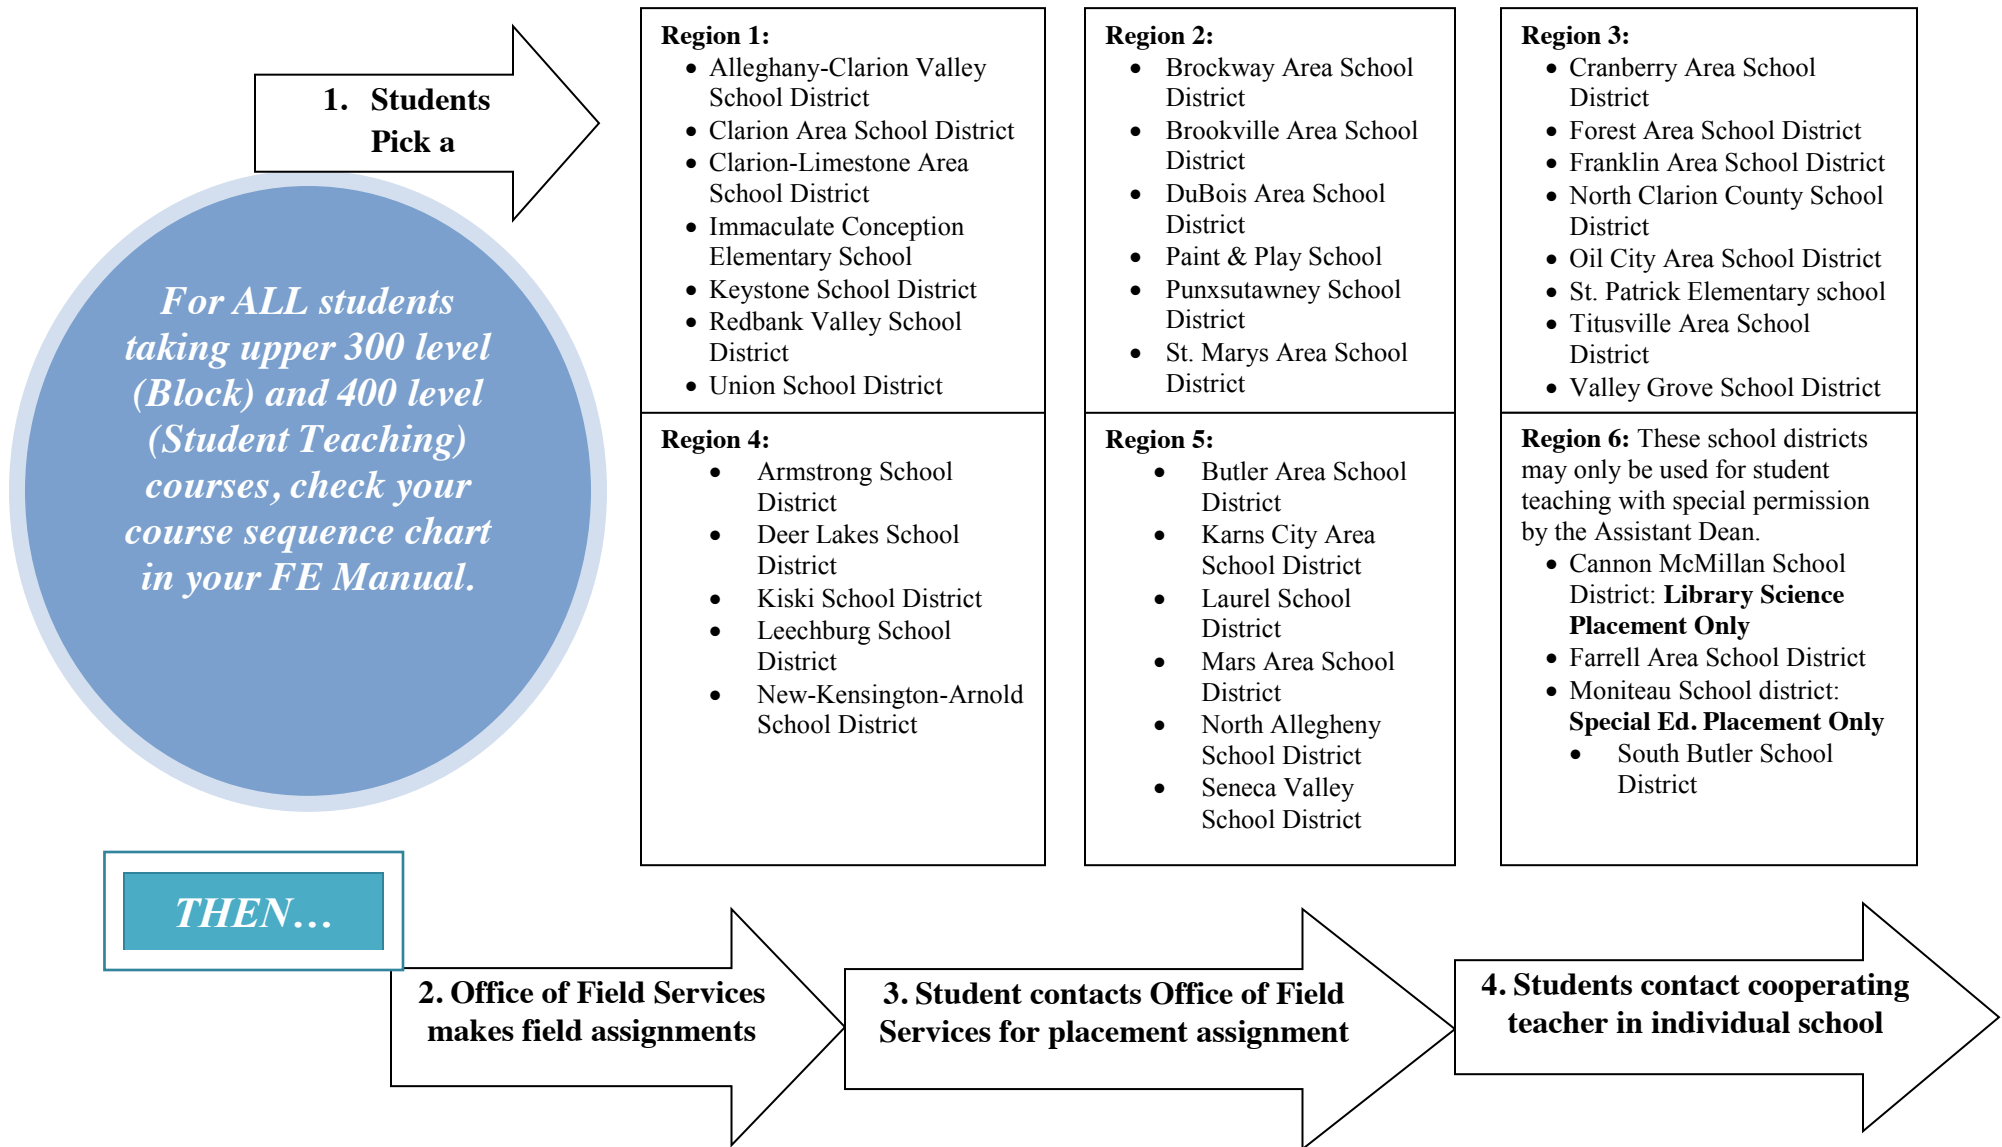 1. Students
Pick a
For ALL students
taking upper 300 level
(Block) and 400 level
(Student Teaching)
courses, check your
course sequence chart
in your FE Manual.
Region 1:
• Alleghany-Clarion Valley
School District
• Clarion Area School District
• Clarion-Limestone Area
School District
• Immaculate Conception
Elementary School
• Keystone School District
• Redbank Valley School
District
• Union School District
Region 2:
• Brockway Area School
District
• Brookville Area School
District
• DuBois Area School
District
• Paint & Play School
• Punxsutawney School
District
• St. Marys Area School
District
Region 3:
• Cranberry Area School
District
• Forest Area School District
• Franklin Area School District
• North Clarion County School
District
• Oil City Area School District
• St. Patrick Elementary school
• Titusville Area School
District
• Valley Grove School District
Region 4:
• Armstrong School
District
• Deer Lakes School
District
• Kiski School District
• Leechburg School
District
• New-Kensington-Arnold
School District
Region 5:
• Butler Area School
District
• Karns City Area
School District
• Laurel School
District
• Mars Area School
District
• North Allegheny
School District
• Seneca Valley
School District
Region 6: These school districts
may only be used for student
teaching with special permission
by the Assistant Dean.
• Cannon McMillan School
District: Library Science
Placement Only
• Farrell Area School District
• Moniteau School district:
Special Ed. Placement Only
• South Butler School
District
THEN…
2. Office of Field Services
makes field assignments
3. Student contacts Office of Field
Services for placement assignment
4. Students contact cooperating
teacher in individual school